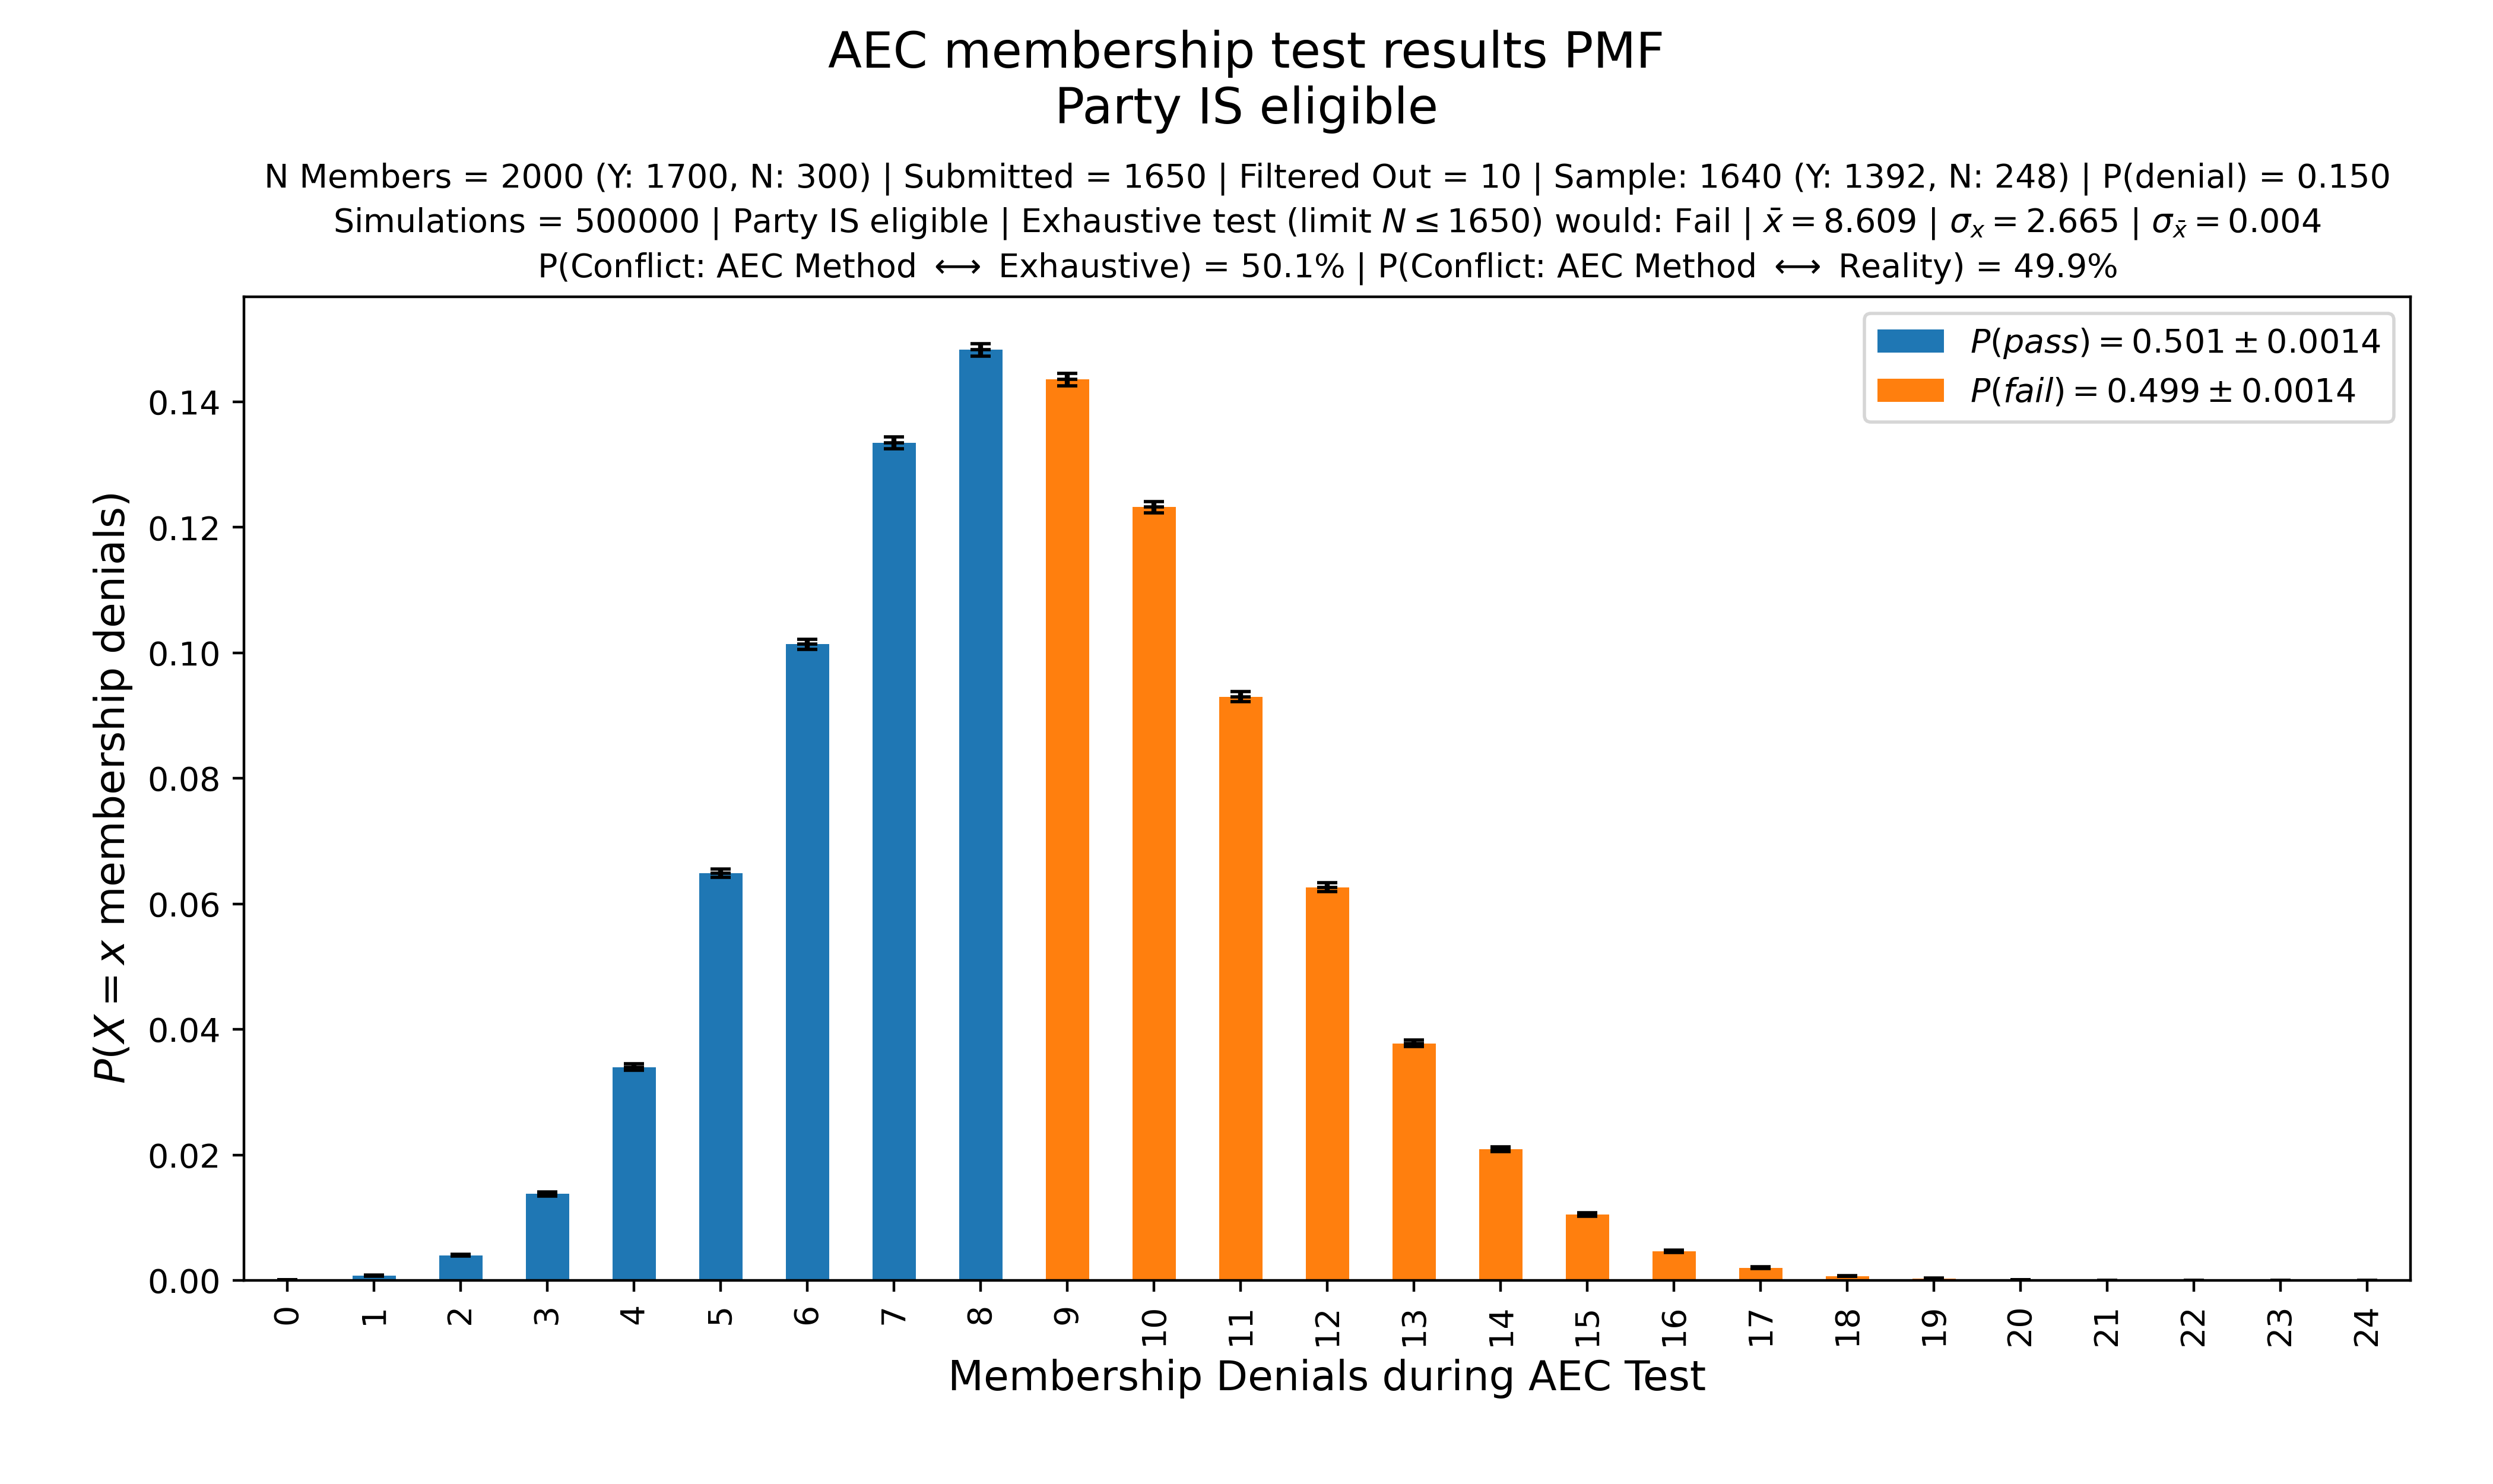 AEC membership test results PMF
Party IS eligible
N Members = 2000 (Y: 1700, N: 300) | Submitted = 1650 | Filtered Out = 10 | Sample: 1640 (Y: 1392, N: 248) | P(denial) = 0.150
Simulations = 500000 | Party IS eligible | Exhaustive test (limit N ≤ 1650) would: Fail | x̄ = 8.609 | σₓ = 2.665 | σ_x̄ = 0.004
P(Conflict: AEC Method ⟷ Exhaustive) = 50.1% | P(Conflict: AEC Method ⟷ Reality) = 49.9%
P(pass) = 0.501 ± 0.0014
P(fail) = 0.499 ± 0.0014
P(X = x membership denials)
0.14
0.12
0.10
0.08
0.06
0.04
0.02
0.00
0 1 2 3 4 5 6 7 8 9 10 11 12 13 14 15 16 17 18 19 20 21 22 23 24
Membership Denials during AEC Test